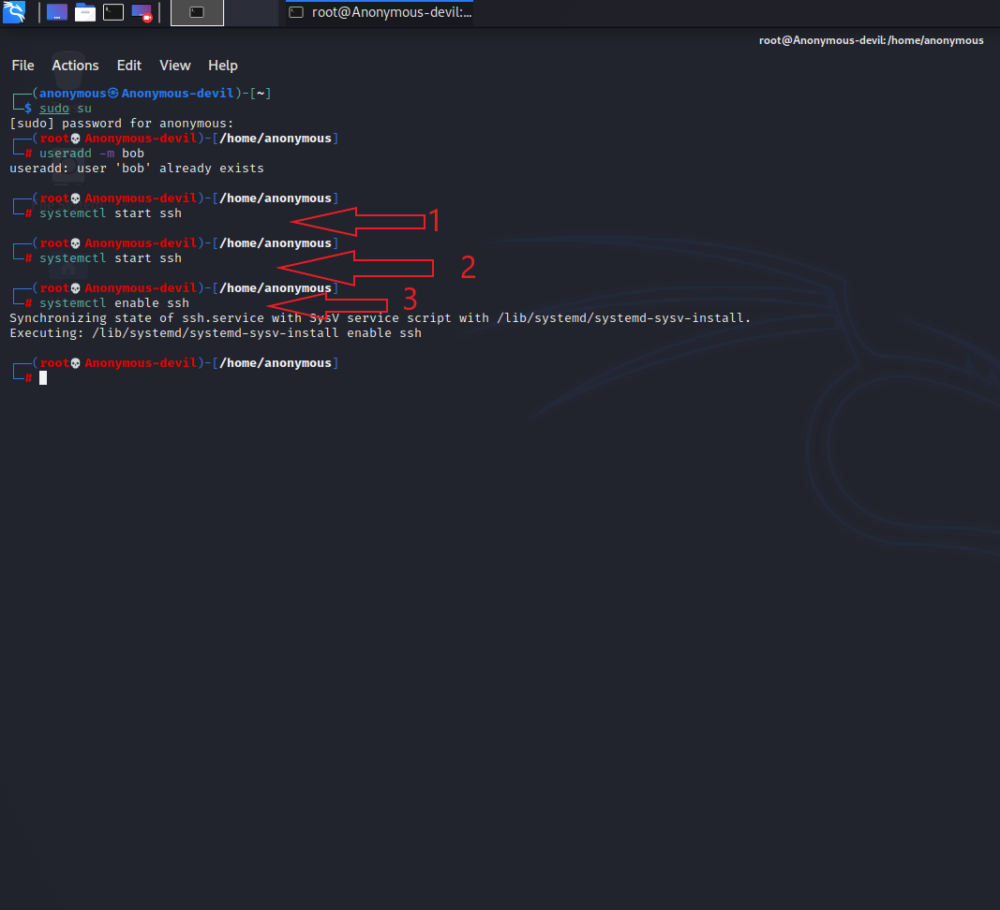 root@Anonymous-devil:...
root@Anonymous-devil:/home/anonymous
File Actions Edit View Help
┌──(anonymous㉿Anonymous-devil)-[~]
└─$ sudo su
[sudo] password for anonymous:
┌──(root💀Anonymous-devil)-[/home/anonymous]
└─# useradd -m bob
useradd: user 'bob' already exists
┌──(root💀Anonymous-devil)-[/home/anonymous]
└─# systemctl start ssh
1
┌──(root💀Anonymous-devil)-[/home/anonymous]
└─# systemctl start ssh
2
┌──(root💀Anonymous-devil)-[/home/anonymous]
└─# systemctl enable ssh
3
Synchronizing state of ssh.service with SysV service script with /lib/systemd/systemd-sysv-install.
Executing: /lib/systemd/systemd-sysv-install enable ssh
┌──(root💀Anonymous-devil)-[/home/anonymous]
└─#